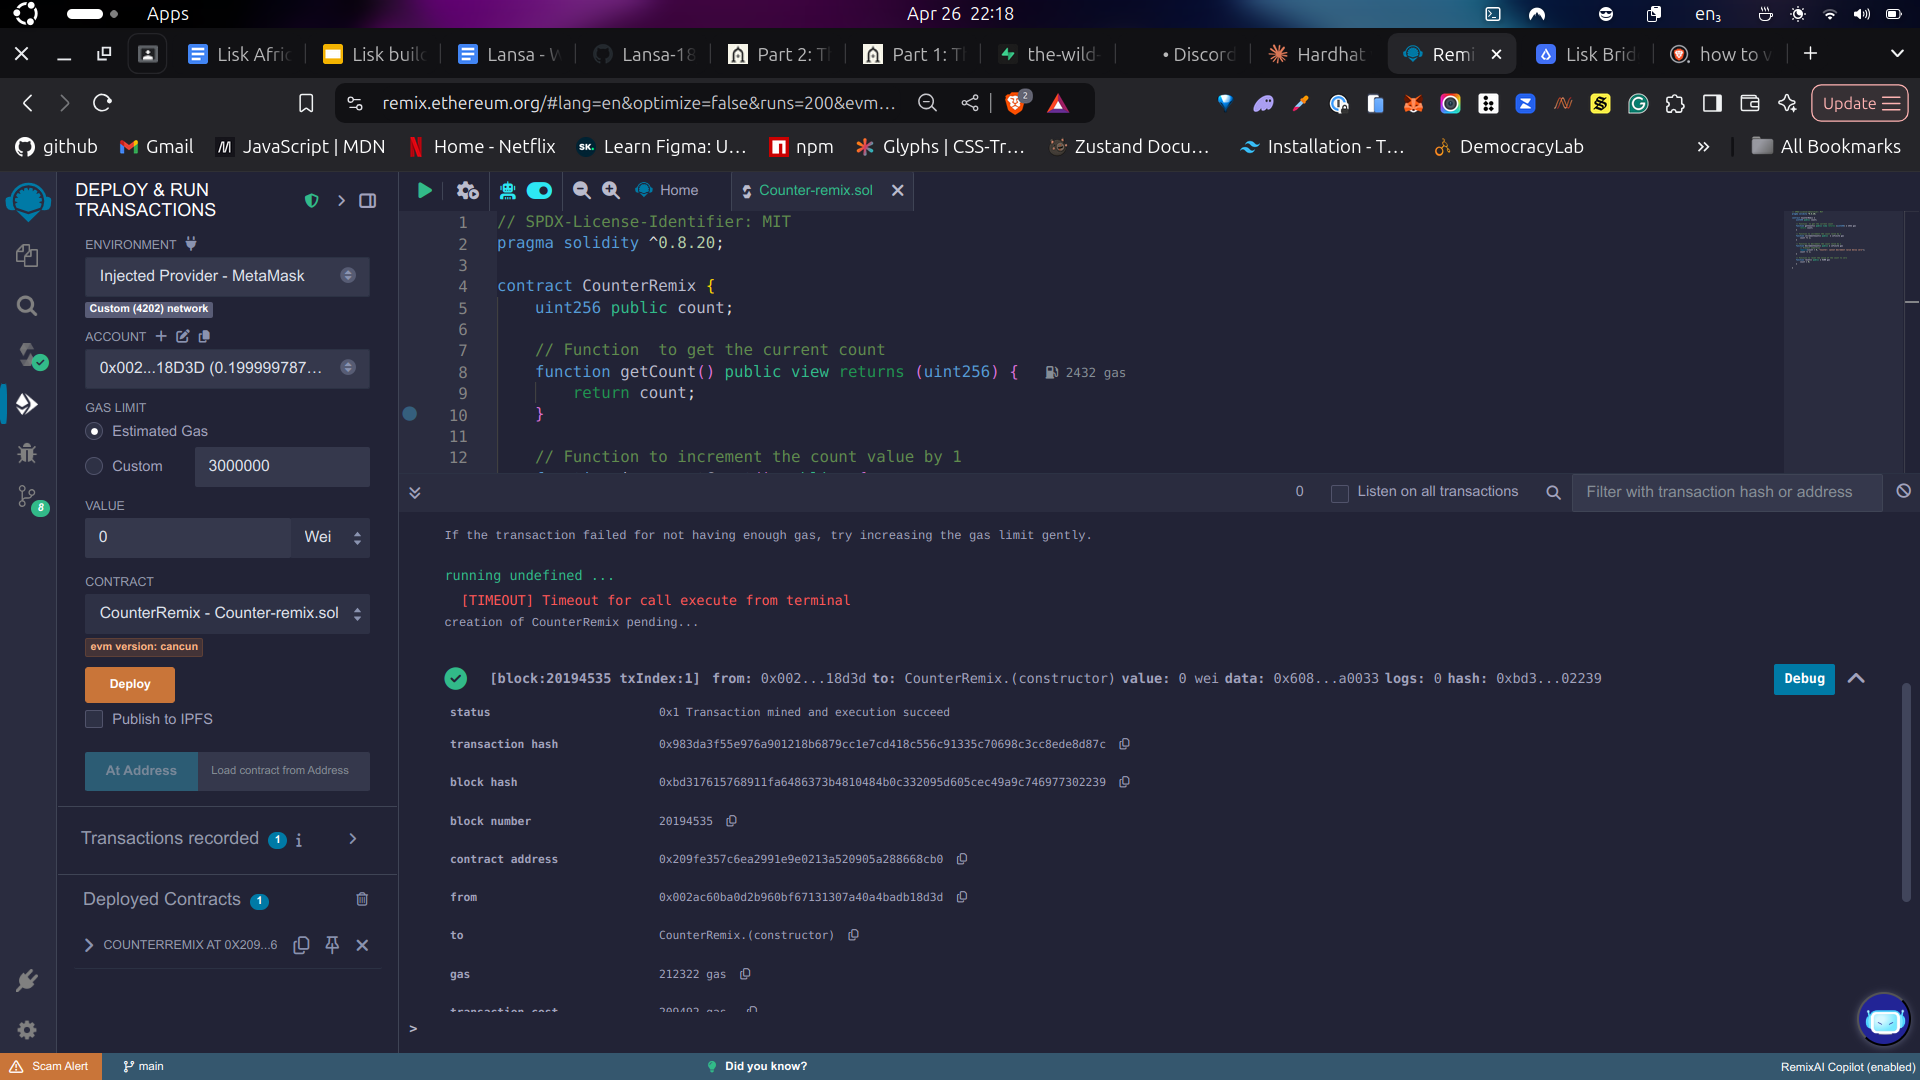 Apps
Apr 26 22:18
en₃
Lisk Afri
Lisk buil
Lansa - W
Lansa-18
Part 2: T
Part 1: T
the-wild-
• Discord
Hardhat
Remi
Lisk Brid
how to v
remix.ethereum.org/#lang=en&optimize=false&runs=200&evm...
2
Update
github
Gmail
JavaScript | MDN
Home - Netflix
Learn Figma: U...
npm
Glyphs | CSS-Tr...
Zustand Docu...
Installation - T...
DemocracyLab
All Bookmarks
DEPLOY & RUN
TRANSACTIONS
ENVIRONMENT
Injected Provider - MetaMask
Custom (4202) network
ACCOUNT
0x002...18D3D (0.199999787...
GAS LIMIT
Estimated Gas
Custom
3000000
VALUE
0
Wei
CONTRACT
CounterRemix - Counter-remix.sol
evm version: cancun
Deploy
Publish to IPFS
At Address
Load contract from Address
Transactions recorded 1 i
Deployed Contracts 1
COUNTERREMIX AT 0X209...6
8
Home
Counter-remix.sol
1 // SPDX-License-Identifier: MIT
2 pragma solidity ^0.8.20;
3
4 contract CounterRemix {
5 uint256 public count;
6
7 // Function  to get the current count
8 function getCount() public view returns (uint256) { 2432 gas
9 return count;
10 }
11
12 // Function to increment the count value by 1
0
Listen on all transactions
Filter with transaction hash or address
If the transaction failed for not having enough gas, try increasing the gas limit gently.
running undefined ...
[TIMEOUT] Timeout for call execute from terminal
creation of CounterRemix pending...
[block:20194535 txIndex:1] from: 0x002...18d3d to: CounterRemix.(constructor) value: 0 wei data: 0x608...a0033 logs: 0 hash: 0xbd3...02239
Debug
status 0x1 Transaction mined and execution succeed
transaction hash 0x983da3f55e976a901218b6879cc1e7cd418c556c91335c70698c3cc8ede8d87c
block hash 0xbd317615768911fa6486373b4810484b0c332095d605cec49a9c746977302239
block number 20194535
contract address 0x209fe357c6ea2991e9e0213a520905a288668cb0
from 0x002ac60ba0d2b960bf67131307a40a4badb18d3d
to CounterRemix.(constructor)
gas 212322 gas
transaction cost 209492 gas
>
Scam Alert
main
Did you know?
RemixAI Copilot (enabled)